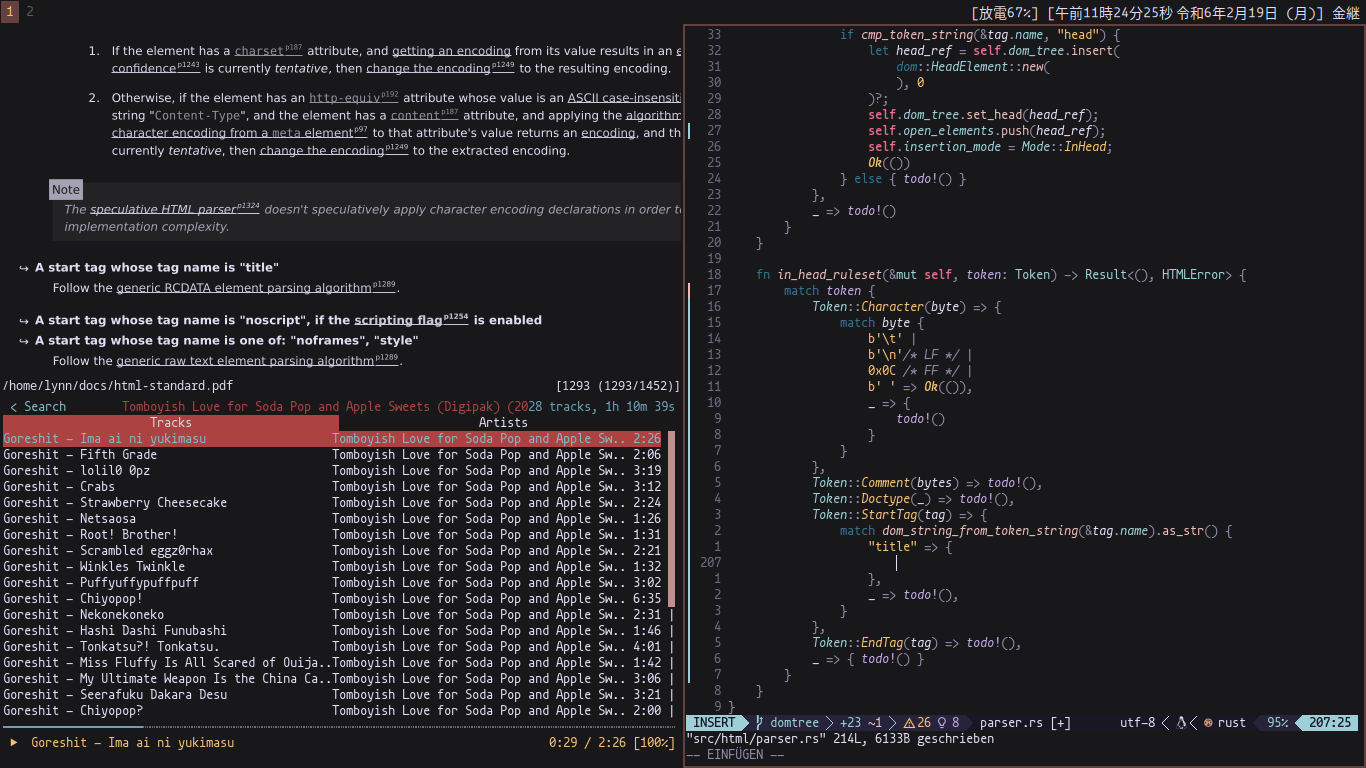 1 2
[放電67%] [午前11時24分25秒 令和6年2月19日 (月)] 金継
1. If the element has a charset^p187 attribute, and getting an encoding from its value results in an e
confidence^p1243 is currently tentative, then change the encoding^p1249 to the resulting encoding.
2. Otherwise, if the element has an http-equiv^p192 attribute whose value is an ASCII case-insensiti
string "Content-Type", and the element has a content^p187 attribute, and applying the algorithm
character encoding from a meta element^p97 to that attribute's value returns an encoding, and th
currently tentative, then change the encoding^p1249 to the extracted encoding.
Note
The speculative HTML parser^p1324 doesn't speculatively apply character encoding declarations in order to
implementation complexity.
↪ A start tag whose tag name is "title"
Follow the generic RCDATA element parsing algorithm^p1289.
↪ A start tag whose tag name is "noscript", if the scripting flag^p1254 is enabled
↪ A start tag whose tag name is one of: "noframes", "style"
Follow the generic raw text element parsing algorithm^p1289.
/home/lynn/docs/html-standard.pdf [1293 (1293/1452)]
< Search Tomboyish Love for Soda Pop and Apple Sweets (Digipak) (2028 tracks, 1h 10m 39s
Tracks Artists
Goreshit – Ima ai ni yukimasu Tomboyish Love for Soda Pop and Apple Sw.. 2:26
Goreshit – Fifth Grade Tomboyish Love for Soda Pop and Apple Sw.. 2:06
Goreshit – lolil0 0pz Tomboyish Love for Soda Pop and Apple Sw.. 3:19
Goreshit – Crabs Tomboyish Love for Soda Pop and Apple Sw.. 3:12
Goreshit – Strawberry Cheesecake Tomboyish Love for Soda Pop and Apple Sw.. 2:24
Goreshit – Netsaosa Tomboyish Love for Soda Pop and Apple Sw.. 1:26
Goreshit – Root! Brother! Tomboyish Love for Soda Pop and Apple Sw.. 1:31
Goreshit – Scrambled eggz0rhax Tomboyish Love for Soda Pop and Apple Sw.. 2:21
Goreshit – Winkles Twinkle Tomboyish Love for Soda Pop and Apple Sw.. 1:32
Goreshit – Puffyuffypuffpuff Tomboyish Love for Soda Pop and Apple Sw.. 3:02
Goreshit – Chiyopop! Tomboyish Love for Soda Pop and Apple Sw.. 6:35
Goreshit – Nekonekoneko Tomboyish Love for Soda Pop and Apple Sw.. 2:31 |
Goreshit – Hashi Dashi Funubashi Tomboyish Love for Soda Pop and Apple Sw.. 1:46 |
Goreshit – Tonkatsu?! Tonkatsu. Tomboyish Love for Soda Pop and Apple Sw.. 4:01 |
Goreshit – Miss Fluffy Is All Scared of Ouija..Tomboyish Love for Soda Pop and Apple Sw.. 1:42 |
Goreshit – My Ultimate Weapon Is the China Ca..Tomboyish Love for Soda Pop and Apple Sw.. 3:06 |
Goreshit – Seerafuku Dakara Desu Tomboyish Love for Soda Pop and Apple Sw.. 3:21 |
Goreshit – Chiyopop? Tomboyish Love for Soda Pop and Apple Sw.. 2:00 |
▶ Goreshit – Ima ai ni yukimasu 0:29 / 2:26 [100%]
33 if cmp_token_string(&tag.name, "head") {
32 let head_ref = self.dom_tree.insert(
31 dom::HeadElement::new(
30 ), 0
29 )?;
28 self.dom_tree.set_head(head_ref);
27 self.open_elements.push(head_ref);
26 self.insertion_mode = Mode::InHead;
25 Ok(())
24 } else { todo!() }
23 },
22 _ => todo!()
21 }
20 }
19
18 fn in_head_ruleset(&mut self, token: Token) -> Result<(), HTMLError> {
17 match token {
16 Token::Character(byte) => {
15 match byte {
14 b'\t' |
13 b'\n'/* LF */ |
12 0x0C /* FF */ |
11 b' ' => Ok(()),
10 _ => {
9 todo!()
8 }
7 }
6 },
5 Token::Comment(bytes) => todo!(),
4 Token::Doctype(_) => todo!(),
3 Token::StartTag(tag) => {
2 match dom_string_from_token_string(&tag.name).as_str() {
1 "title" => {
207
1 },
2 _ => todo!(),
3 }
4 },
5 Token::EndTag(tag) => todo!(),
6 _ => { todo!() }
7 }
8 }
9 }
INSERT domtree +23 ~1 26 8 parser.rs [+] utf-8 rust 95% 207:25
"src/html/parser.rs" 214L, 6133B geschrieben
-- EINFÜGEN --